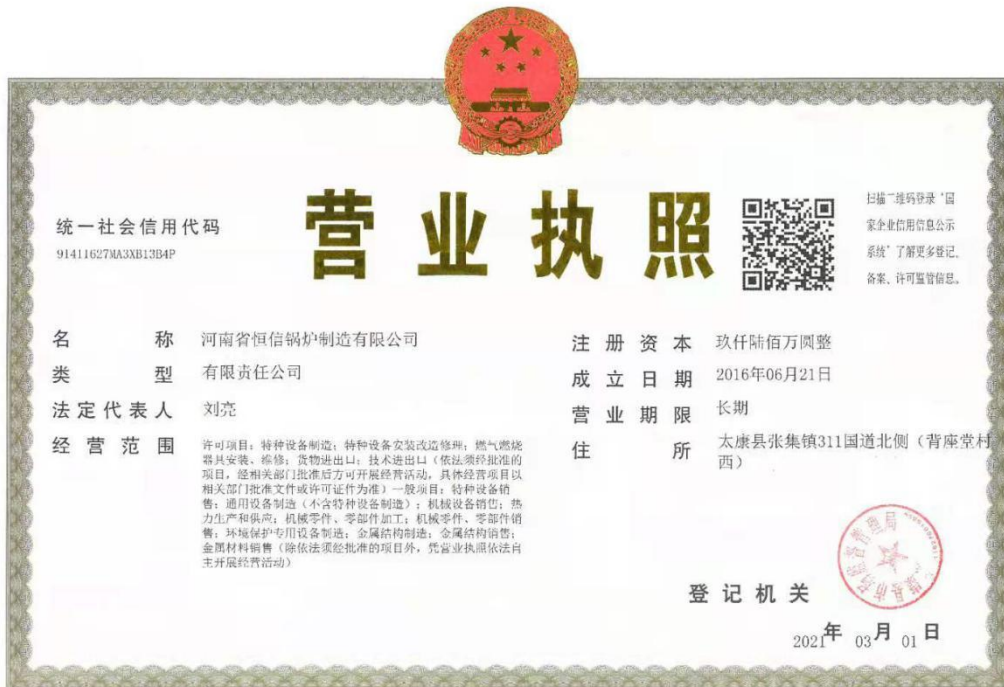 营业执照
统一社会信用代码
91411627MA3XB13B4P
扫描二维码登录‘国
家企业信用信息公示
系统’了解更多登记、
备案、许可监管信息。
名 称 河南省恒信锅炉制造有限公司
类 型 有限责任公司
法定代表人 刘亮
经营范围 许可项目：特种设备制造；特种设备安装改造修理；燃气燃烧
器具安装、维修；货物进出口；技术进出口（依法须经批准的
项目，经相关部门批准后方可开展经营活动，具体经营项目以
相关部门批准文件或许可证件为准）一般项目：特种设备销
售；通用设备制造（不含特种设备制造）；机械设备销售；热
力生产和供应；机械零件、零部件加工；机械零件、零部件销
售；环境保护专用设备制造；金属结构制造；金属结构销售；
金属材料销售（除依法须经批准的项目外，凭营业执照依法自
主开展经营活动）
注册资本 玖仟陆佰万圆整
成立日期 2016年06月21日
营业期限 长期
住 所 太康县张集镇311国道北侧（背座堂村
西）
登记机关
太康县市场监督管理局
2021年 03月 01日